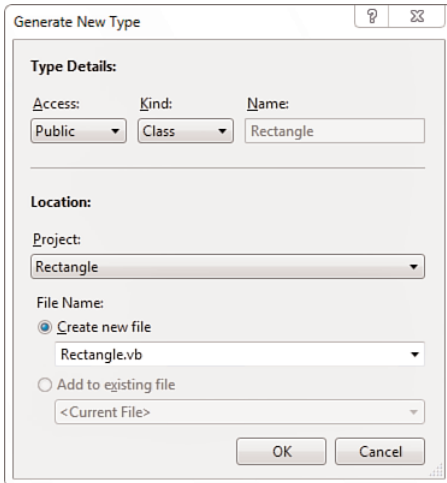 Generate New Type
Type Details:
Access: Kind: Name:
Public Class Rectangle
Location:
Project:
Rectangle
File Name:
Create new file
Rectangle.vb
Add to existing file
<Current File>
OK Cancel